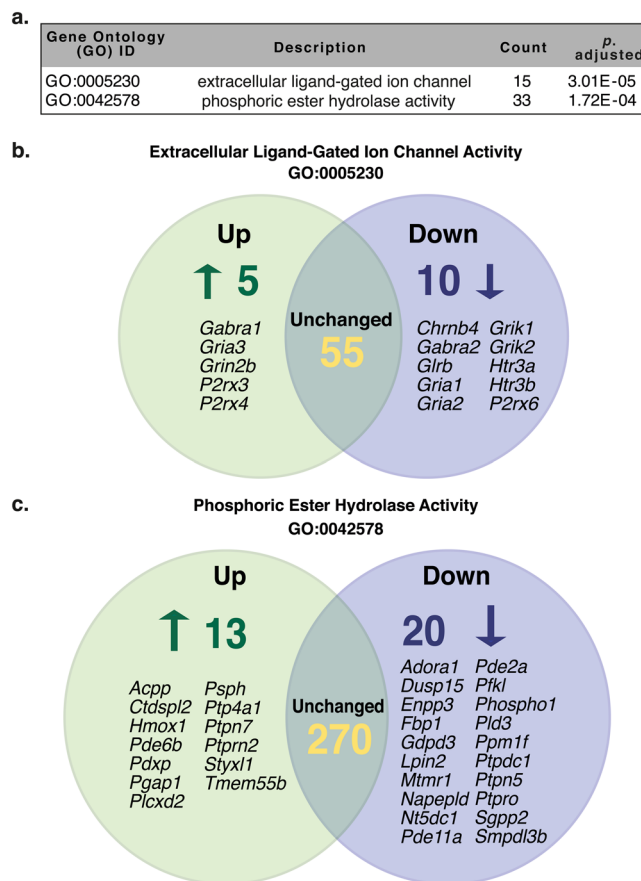 a.
Gene Ontology (GO) ID Description Count p. adjusted
GO:0005230 extracellular ligand-gated ion channel 15 3.01E-05
GO:0042578 phosphoric ester hydrolase activity 33 1.72E-04
b.
Extracellular Ligand-Gated Ion Channel Activity
GO:0005230
Up
↑ 5
Gabra1
Gria3
Grin2b
P2rx3
P2rx4
Unchanged
55
Down
10 ↓
Chrnb4 Grik1
Gabra2 Grik2
Glrb Htr3a
Gria1 Htr3b
Gria2 P2rx6
c.
Phosphoric Ester Hydrolase Activity
GO:0042578
Up
↑ 13
Acpp Psph
Ctdspl2 Ptp4a1
Hmox1 Ptpn7
Pde6b Ptprn2
Pdxp Styxl1
Pgap1 Tmem55b
Plcxd2
Unchanged
270
Down
20 ↓
Adora1 Pde2a
Dusp15 Pfkl
Enpp3 Phospho1
Fbp1 Pld3
Gdpd3 Ppm1f
Lpin2 Ptpdc1
Mtmr1 Ptpn5
Napepld Ptpro
Nt5dc1 Sgpp2
Pde11a Smpdl3b